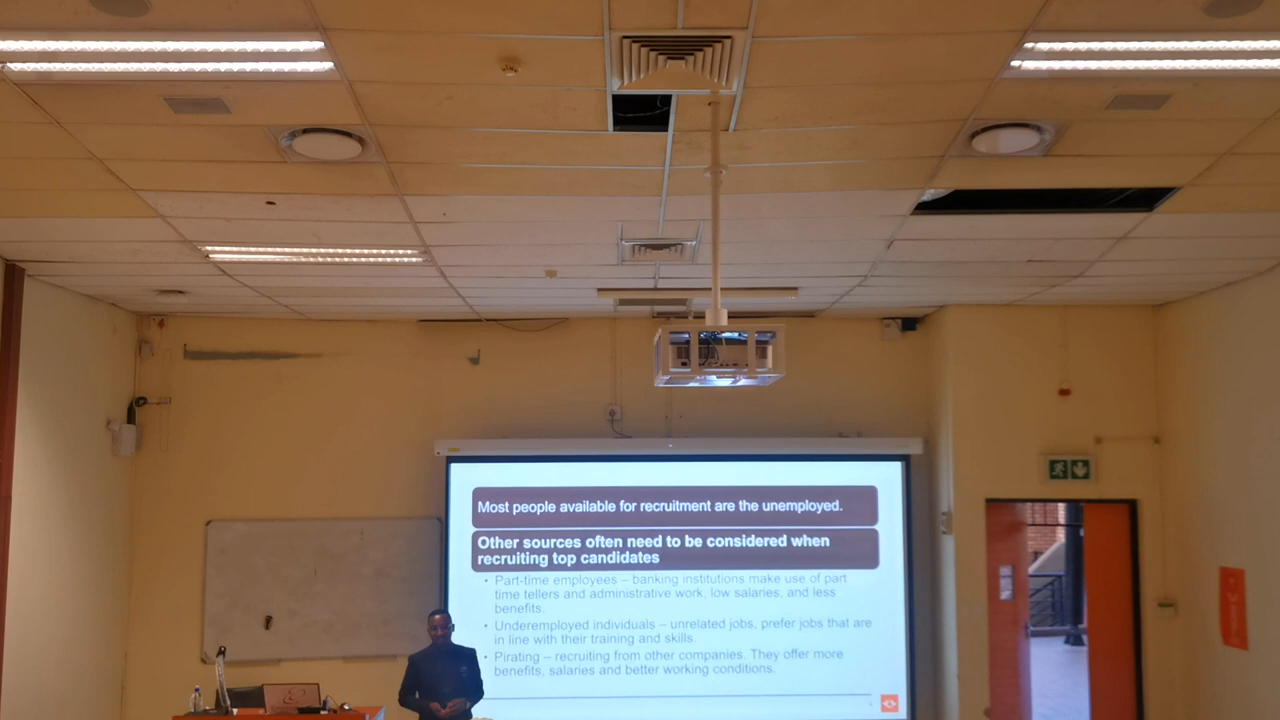 Most people available for recruitment are the unemployed.
Other sources often need to be considered when
recruiting top candidates
• Part-time employees – banking institutions make use of part
time tellers and administrative work, low salaries, and less
benefits.
• Underemployed individuals – unrelated jobs, prefer jobs that are
in line with their training and skills.
• Pirating – recruiting from other companies. They offer more
benefits, salaries and better working conditions.